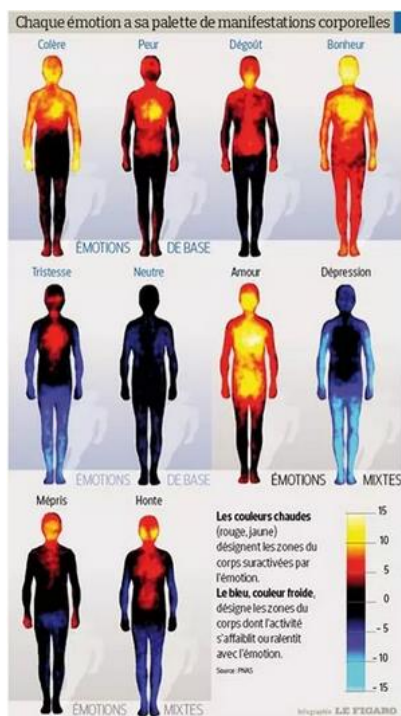 Chaque émotion a sa palette de manifestations corporelles
Colère Peur Dégoût Bonheur
ÉMOTIONS DE BASE
Tristesse Neutre Amour Dépression
ÉMOTIONS DE BASE ÉMOTIONS MIXTES
Mépris Honte
Les couleurs chaudes
(rouge, jaune)
désignent les zones du
corps suractivées par
l'émotion.
Le bleu, couleur froide,
désigne les zones du
corps dont l'activité
s'affaiblit ou ralentit
avec l'émotion.
Source: PNAS
15
10
5
0
- 5
- 10
- 15
ÉMOTIONS MIXTES
Infographie LE FIGARO